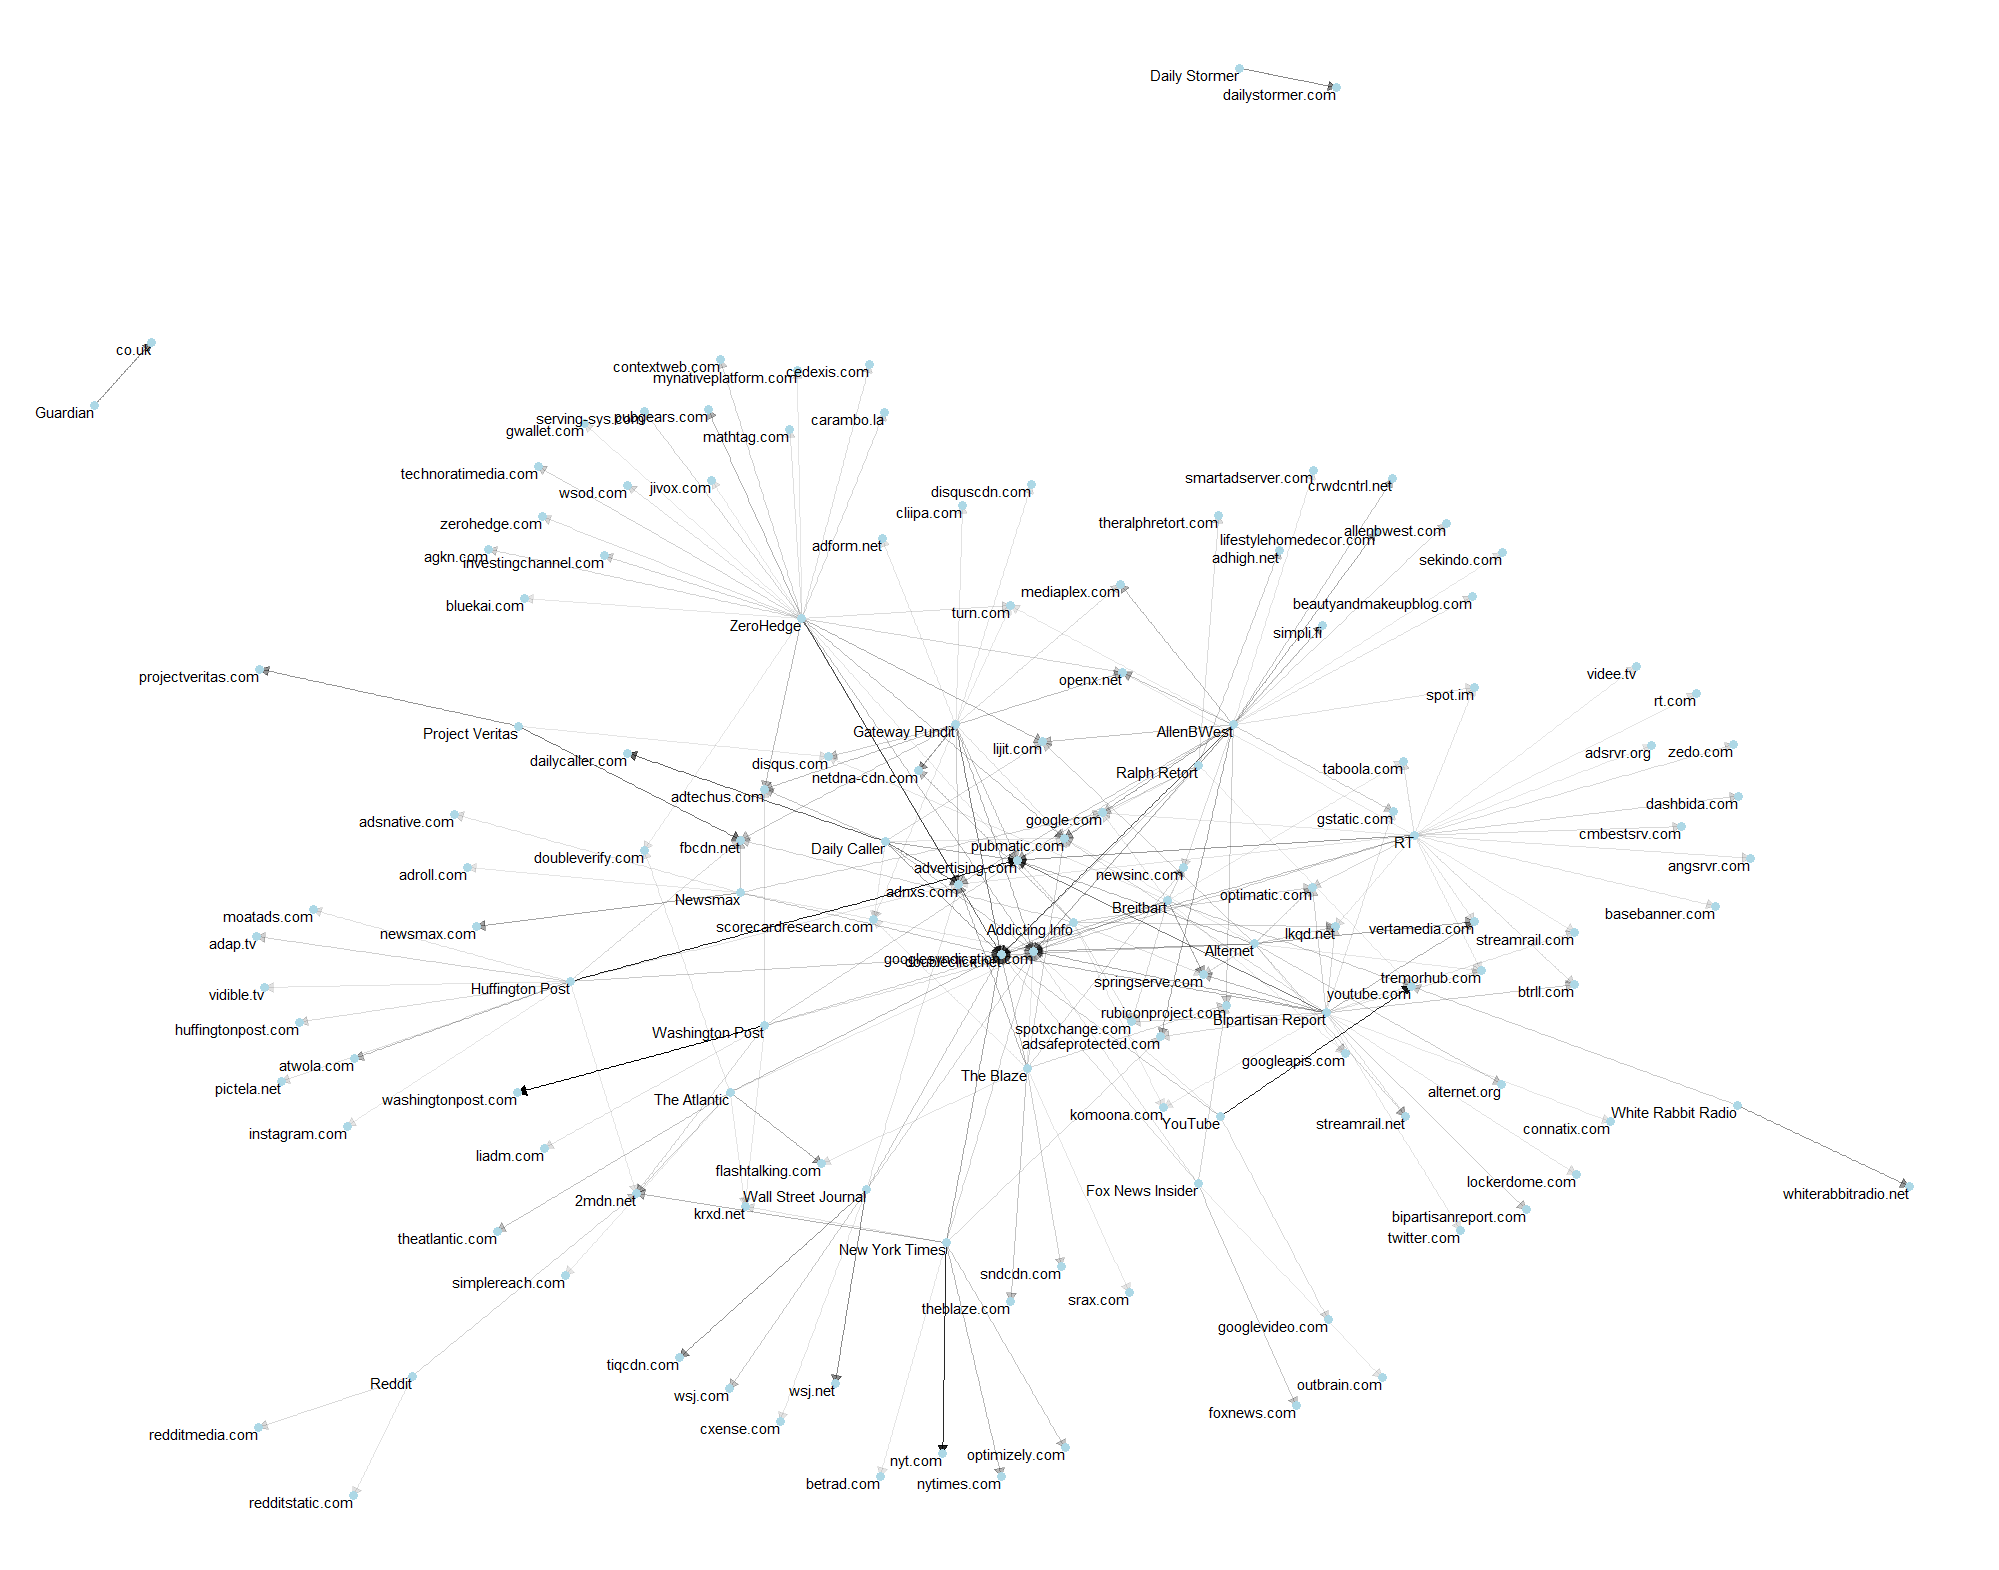 Daily Stormer
dailystormer.com
co.uk
Guardian
contextweb.com
mynativeplatform.com
cedexis.com
serving-sys.com
pubgears.com
carambo.la
gwallet.com
mathtag.com
technoratimedia.com
wsod.com
jivox.com
disquscdn.com
smartadserver.com
crwdcntrl.net
cliipa.com
zerohedge.com
theralphretort.com
allenbwest.com
lifestylehomedecor.com
adform.net
agkn.com
investingchannel.com
adhigh.net
sekindo.com
mediaplex.com
bluekai.com
turn.com
beautyandmakeupblog.com
ZeroHedge
simpli.fi
projectveritas.com
openx.net
videe.tv
spot.im
rt.com
Project Veritas
Gateway Pundit
AllenBWest
lijit.com
dailycaller.com
disqus.com
netdna-cdn.com
Ralph Retort
taboola.com
adsrvr.org
zedo.com
adtechus.com
dashbida.com
adsnative.com
google.com
gstatic.com
cmbestsrv.com
fbcdn.net
Daily Caller
pubmatic.com
RT
doubleverify.com
adroll.com
advertising.com
newsinc.com
angsrvr.com
adnxs.com
optimatic.com
Newsmax
Breitbart
moatads.com
newsmax.com
scorecardresearch.com
Addicting Info
lkqd.net
vertamedia.com
basebanner.com
adap.tv
Alternet
streamrail.com
googlesyndication.com
doubleclick.net
Huffington Post
vidible.tv
springserve.com
tremorhub.com
youtube.com
btrll.com
huffingtonpost.com
Washington Post
rubiconproject.com
Bipartisan Report
spotxchange.com
adsafeprotected.com
atwola.com
The Blaze
googleapis.com
pictela.net
washingtonpost.com
The Atlantic
alternet.org
komoona.com
YouTube
streamrail.net
White Rabbit Radio
instagram.com
connatix.com
liadm.com
flashtalking.com
2mdn.net
Wall Street Journal
krxd.net
Fox News Insider
lockerdome.com
whiterabbitradio.net
theatlantic.com
New York Times
bipartisanreport.com
twitter.com
simplereach.com
sndcdn.com
theblaze.com
srax.com
googlevideo.com
tiqcdn.com
Reddit
wsj.com
wsj.net
outbrain.com
foxnews.com
redditmedia.com
cxense.com
nyt.com
optimizely.com
betrad.com
nytimes.com
redditstatic.com